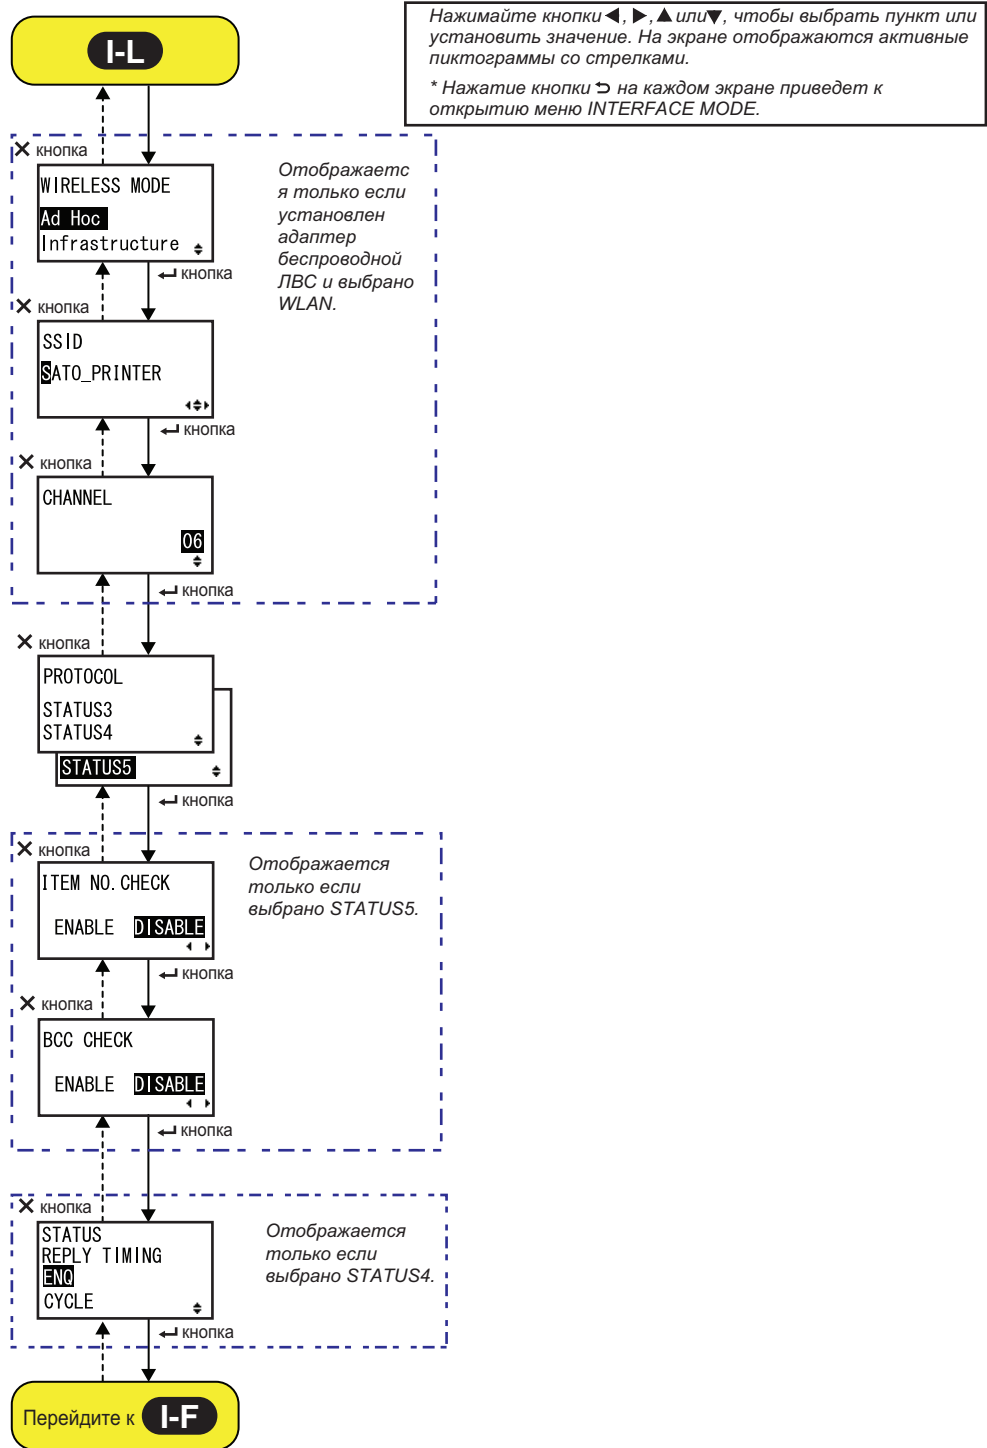 I-L
Нажимайте кнопки ◀, ▶, ▲ или▼, чтобы выбрать пункт или
установить значение. На экране отображаются активные
пиктограммы со стрелками.
* Нажатие кнопки ⮌ на каждом экране приведет к
открытию меню INTERFACE MODE.
✕ кнопка
WIRELESS MODE
Ad Hoc
Infrastructure
↵ кнопка
Отображаетс
я только если
установлен
адаптер
беспроводной
ЛВС и выбрано
WLAN.
✕ кнопка
SSID
SATO_PRINTER
↵ кнопка
✕ кнопка
CHANNEL
06
↵ кнопка
✕ кнопка
PROTOCOL
STATUS3
STATUS4
STATUS5
↵ кнопка
✕ кнопка
ITEM NO.CHECK
ENABLE DISABLE
↵ кнопка
Отображается
только если
выбрано STATUS5.
✕ кнопка
BCC CHECK
ENABLE DISABLE
↵ кнопка
✕ кнопка
STATUS
REPLY TIMING
ENQ
CYCLE
↵ кнопка
Отображается
только если
выбрано STATUS4.
Перейдите к I-F